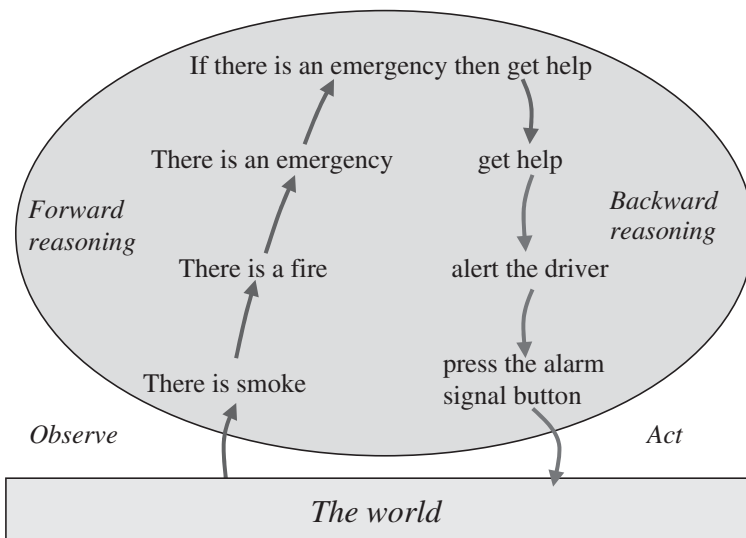 If there is an emergency then get help
There is an emergency
get help
Forward
reasoning
Backward
reasoning
There is a fire
alert the driver
There is smoke
press the alarm
signal button
Observe
Act
The world